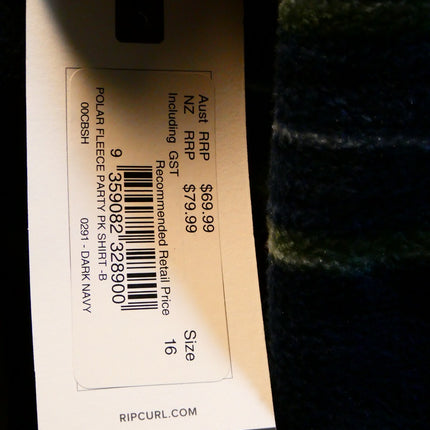 Aust RRP $69.99
NZ RRP $79.99
Including GST
Recommended Retail Price
Size
16
9 359082 328900
POLAR FLEECE PARTY PK SHIRT -B
00CBSH 0291 - DARK NAVY
RIPCURL.COM